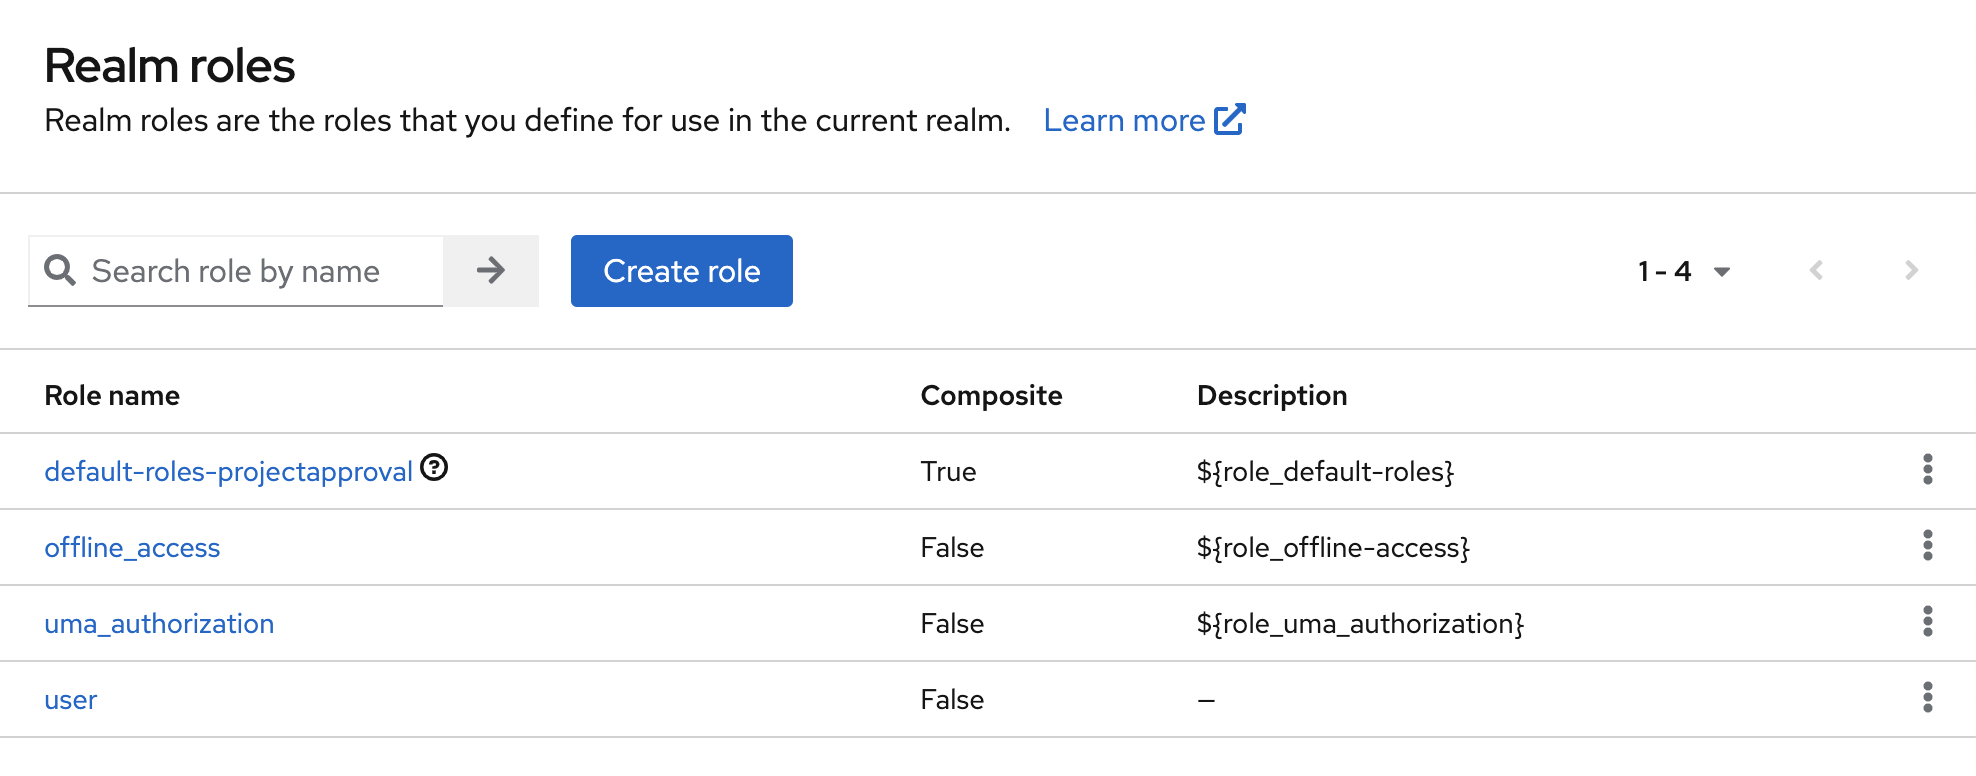 Realm roles
Realm roles are the roles that you define for use in the current realm. Learn more
Search role by name Create role 1 - 4
Role name Composite Description
default-roles-projectapproval True ${role_default-roles}
offline_access False ${role_offline-access}
uma_authorization False ${role_uma_authorization}
user False –